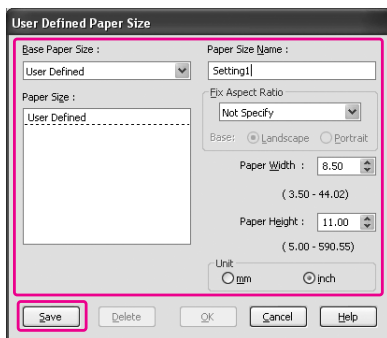 User Defined Paper Size
Base Paper Size :
User Defined
Paper Size :
User Defined
Paper Size Name :
Setting1
Fix Aspect Ratio
Not Specify
Base: Landscape Portrait
Paper Width : 8.50
( 3.50 - 44.02)
Paper Height : 11.00
( 5.00 - 590.55)
Unit
mm inch
Save Delete OK Cancel Help